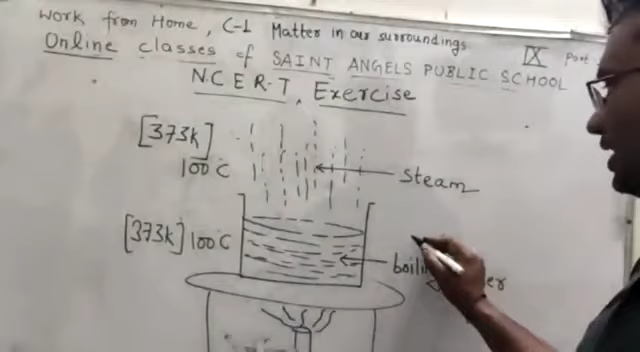 Work from Home, C-1 Matter in our surroundings
IX Part
Online classes of SAINT ANGELS PUBLIC SCHOOL
N.C.E.R.T, Exercise
[373K]
100°C
steam
[373K] 100°C